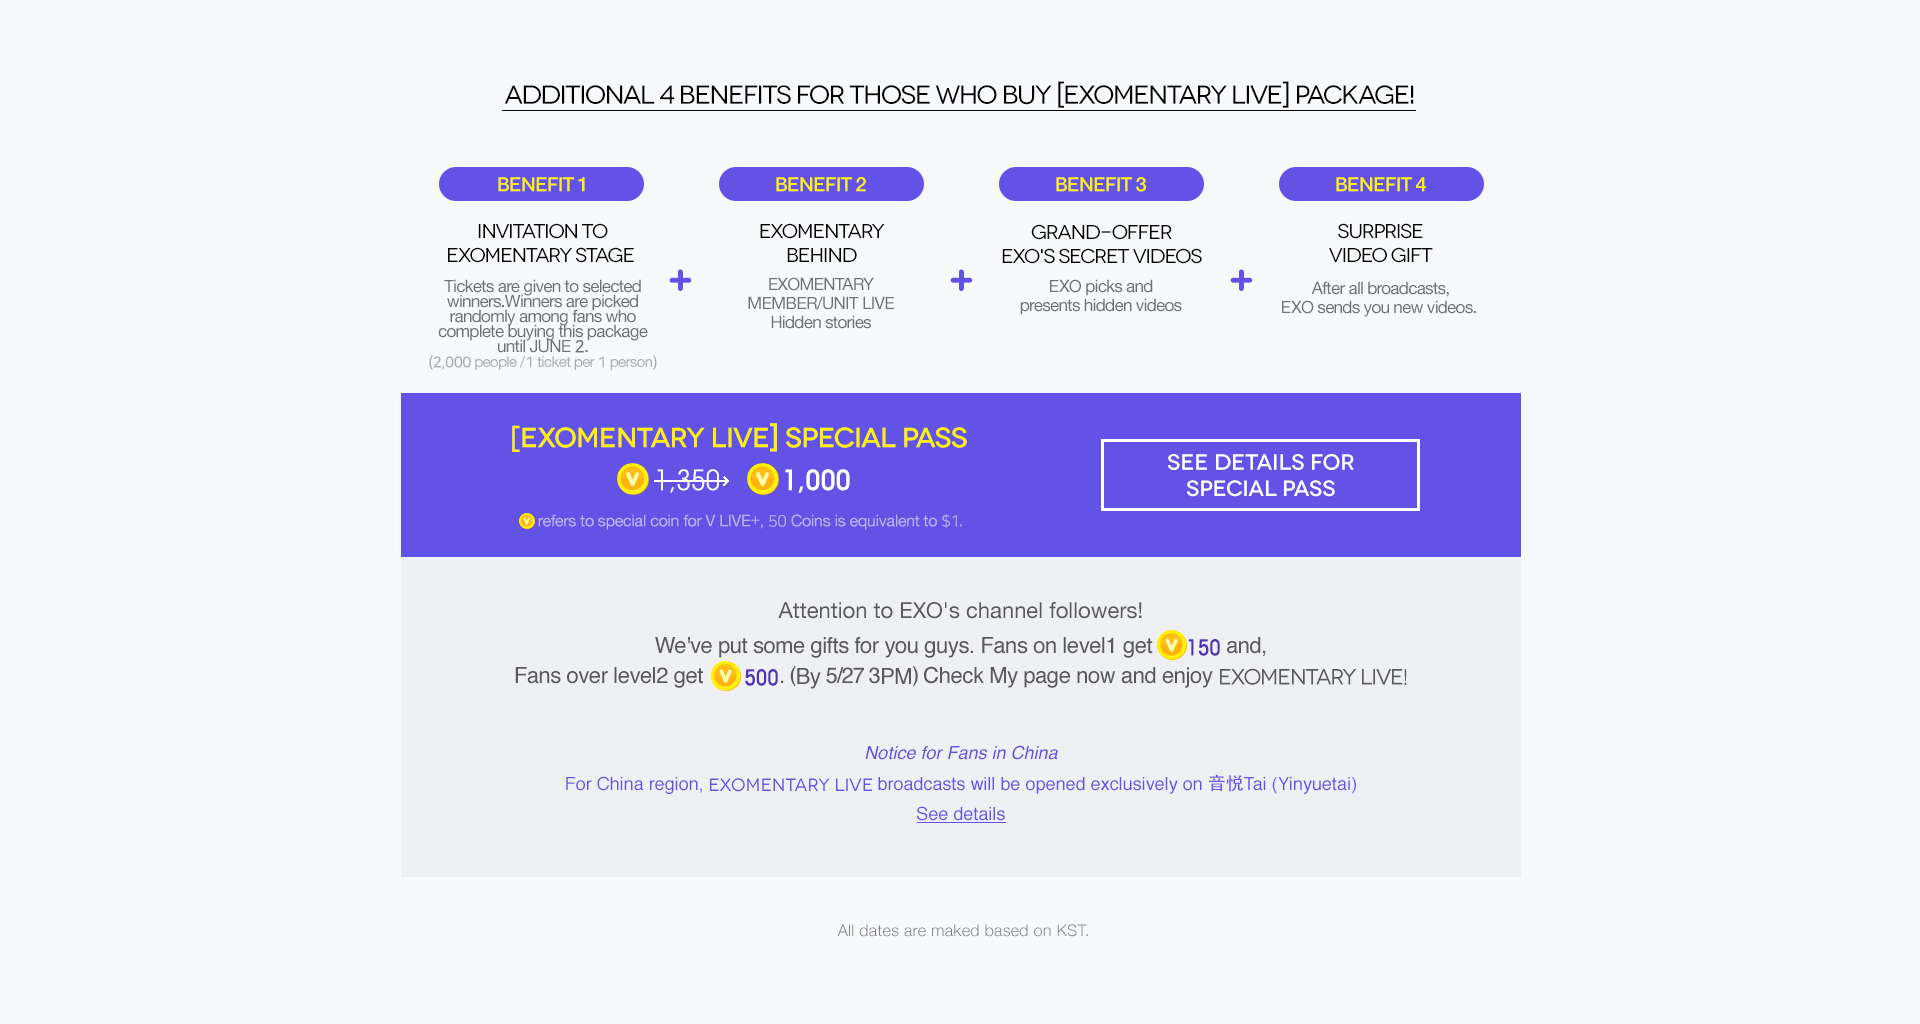 ADDITIONAL 4 BENEFITS FOR THOSE WHO BUY [EXOMENTARY LIVE] PACKAGE!
BENEFIT 1
INVITATION TO
EXOMENTARY STAGE
Tickets are given to selected
winners.Winners are picked
randomly among fans who
complete buying this package
until JUNE 2.
(2,000 people /1 ticket per 1 person)
+
BENEFIT 2
EXOMENTARY
BEHIND
EXOMENTARY
MEMBER/UNIT LIVE
Hidden stories
+
BENEFIT 3
GRAND-OFFER
EXO'S SECRET VIDEOS
EXO picks and
presents hidden videos
+
BENEFIT 4
SURPRISE
VIDEO GIFT
After all broadcasts,
EXO sends you new videos.
[EXOMENTARY LIVE] SPECIAL PASS
V 1,350 V 1,000
V refers to special coin for V LIVE+, 50 Coins is equivalent to $1.
SEE DETAILS FOR
SPECIAL PASS
Attention to EXO's channel followers!
We've put some gifts for you guys. Fans on level1 get V 150 and,
Fans over level2 get V 500. (By 5/27 3PM) Check My page now and enjoy EXOMENTARY LIVE!
Notice for Fans in China
For China region, EXOMENTARY LIVE broadcasts will be opened exclusively on 音悦Tai (Yinyuetai)
See details
All dates are maked based on KST.